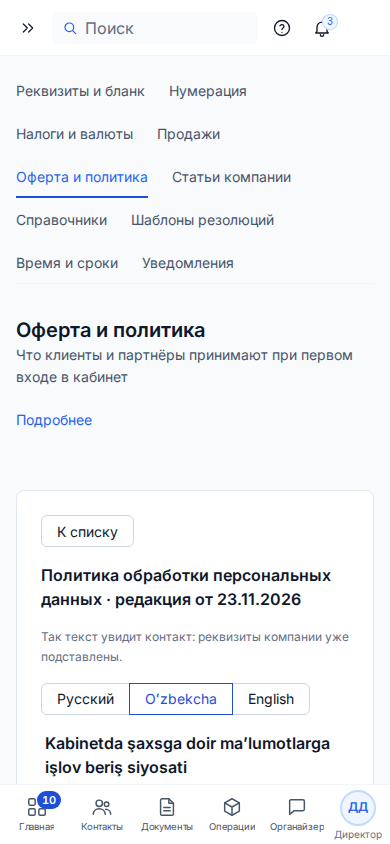 Поиск
3
Реквизиты и бланк Нумерация
Налоги и валюты Продажи
Оферта и политика Статьи компании
Справочники Шаблоны резолюций
Время и сроки Уведомления
Оферта и политика
Что клиенты и партнёры принимают при первом
входе в кабинет
Подробнее
К списку
Политика обработки персональных
данных · редакция от 23.11.2026
Так текст увидит контакт: реквизиты компании уже
подставлены.
Русский Oʻzbekcha English
Kabinetda şaxsga doir maʼlumotlarga
işlov beriş siyosati
10
Главная Контакты Документы Операции Органайзер
ДД
Директор